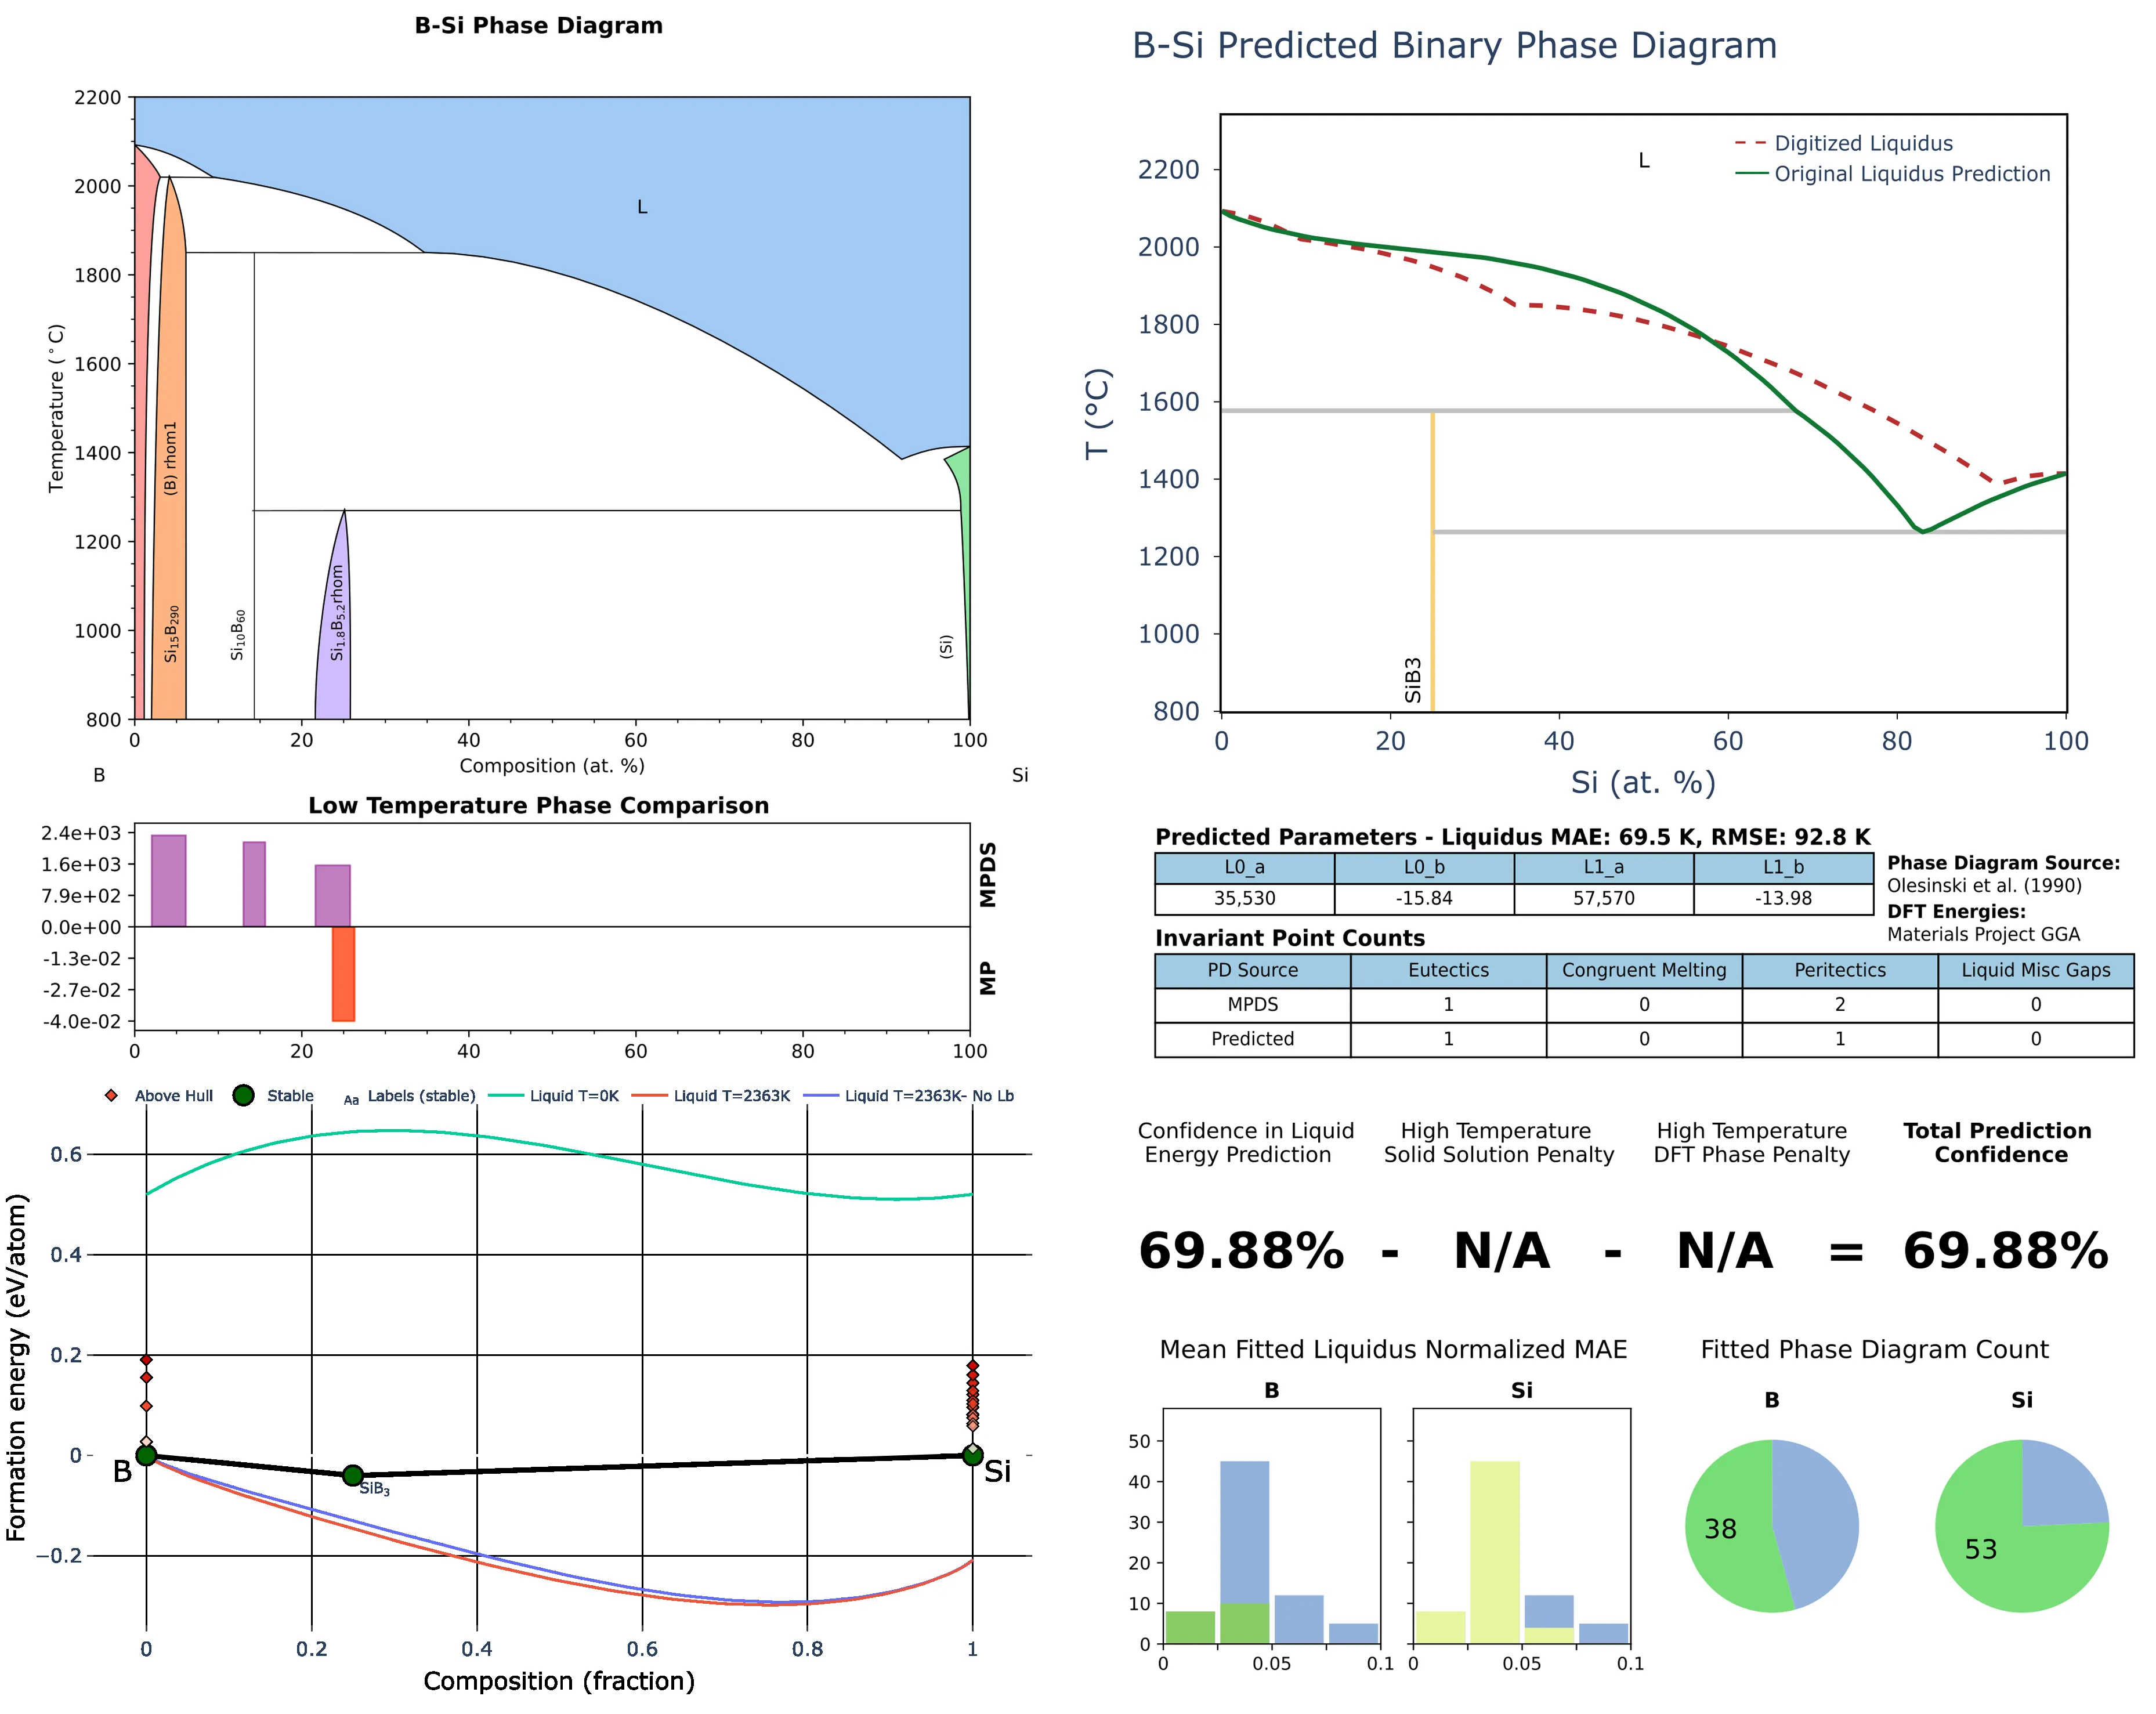 B-Si Phase Diagram
2200
2000
1800
1600
1400
1200
1000
800
Temperature (°C)
L
(B) rhom1
Si15B290
Si10B60
Si1.8B5.2rhom
(Si)
0
20
40
60
80
100
Composition (at. %)
B
Si
Low Temperature Phase Comparison
2.4e+03
1.6e+03
7.9e+02
0.0e+00
-1.3e-02
-2.7e-02
-4.0e-02
MPDS
MP
0
20
40
60
80
100
Above Hull
Stable
Aa Labels (stable)
Liquid T=0K
Liquid T=2363K
Liquid T=2363K- No Lb
0.6
0.4
0.2
0
−0.2
Formation energy (eV/atom)
B
SiB3
Si
0
0.2
0.4
0.6
0.8
1
Composition (fraction)
B-Si Predicted Binary Phase Diagram
L
Digitized Liquidus
Original Liquidus Prediction
2200
2000
1800
1600
1400
1200
1000
800
T (°C)
SiB3
0
20
40
60
80
100
Si (at. %)
Predicted Parameters - Liquidus MAE: 69.5 K, RMSE: 92.8 K
L0_a L0_b L1_a L1_b
35,530 -15.84 57,570 -13.98
Phase Diagram Source:
Olesinski et al. (1990)
DFT Energies:
Materials Project GGA
Invariant Point Counts
PD Source Eutectics Congruent Melting Peritectics Liquid Misc Gaps
MPDS 1 0 2 0
Predicted 1 0 1 0
Confidence in Liquid
Energy Prediction
High Temperature
Solid Solution Penalty
High Temperature
DFT Phase Penalty
Total Prediction
Confidence
69.88% - N/A - N/A = 69.88%
Mean Fitted Liquidus Normalized MAE
B
Si
50
40
30
20
10
0
0
0.05
0.1
0
0.05
0.1
Fitted Phase Diagram Count
B
Si
38
53